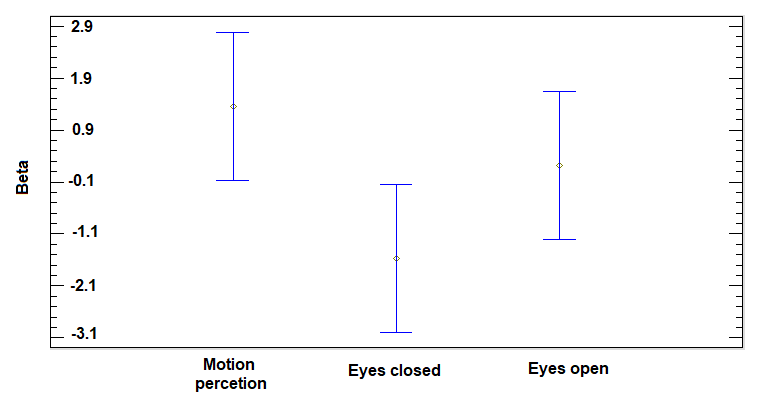 2.9
1.9
0.9
-0.1
-1.1
-2.1
-3.1
Beta
Motion
percetion
Eyes closed
Eyes open